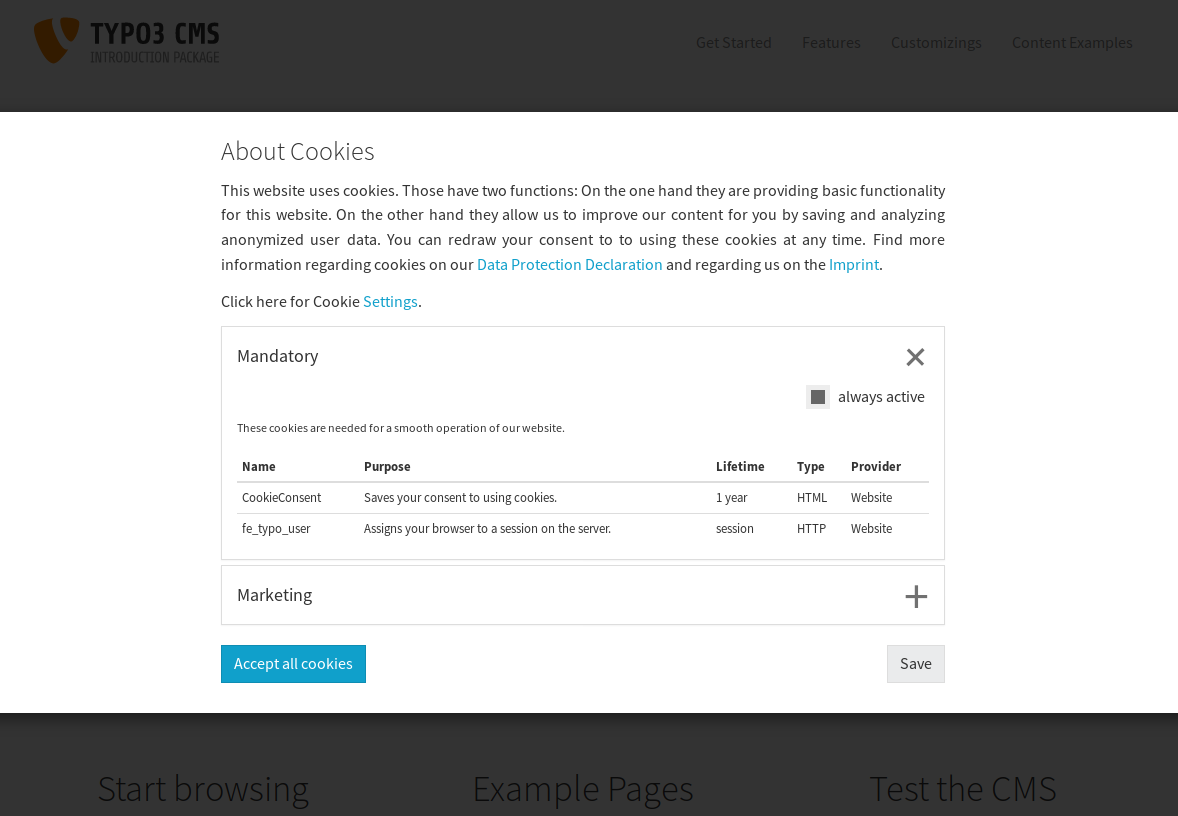 TYPO3 CMS
INTRODUCTION PACKAGE
Get Started Features Customizings Content Examples
About Cookies
This website uses cookies. Those have two functions: On the one hand they are providing basic functionality
for this website. On the other hand they allow us to improve our content for you by saving and analyzing
anonymized user data. You can redraw your consent to to using these cookies at any time. Find more
information regarding cookies on our Data Protection Declaration and regarding us on the Imprint.
Click here for Cookie Settings.
Mandatory
always active
These cookies are needed for a smooth operation of our website.
Name Purpose Lifetime Type Provider
CookieConsent Saves your consent to using cookies. 1 year HTML Website
fe_typo_user Assigns your browser to a session on the server. session HTTP Website
Marketing
Accept all cookies Save
Start browsing Example Pages Test the CMS